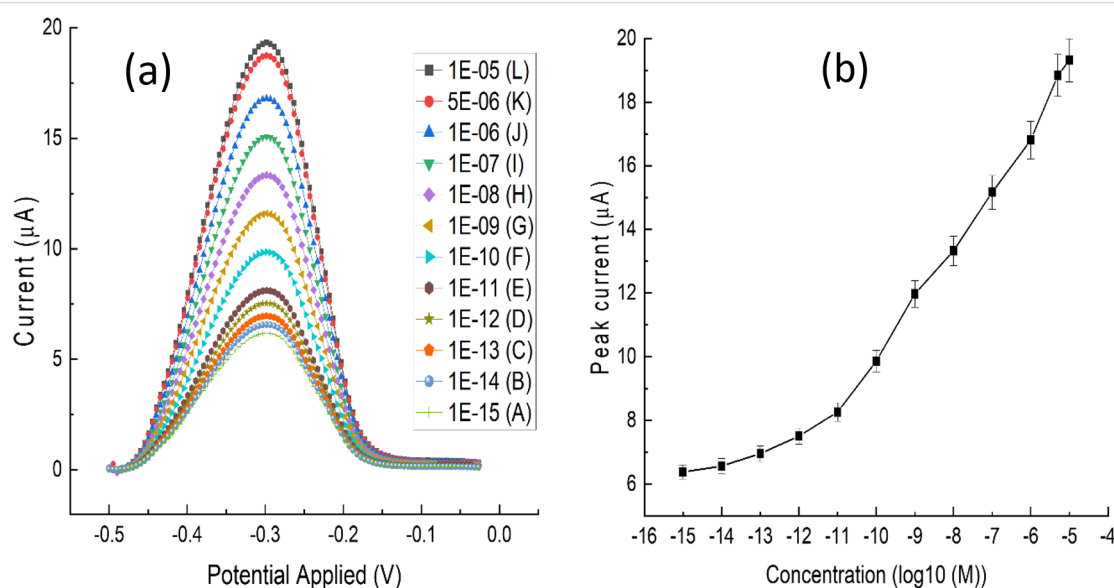 (a)
20
15
10
5
0
Current (μA)
-0.5
-0.4
-0.3
-0.2
-0.1
0.0
Potential Applied (V)
1E-05 (L)
5E-06 (K)
1E-06 (J)
1E-07 (I)
1E-08 (H)
1E-09 (G)
1E-10 (F)
1E-11 (E)
1E-12 (D)
1E-13 (C)
1E-14 (B)
1E-15 (A)
(b)
20
18
16
14
12
10
8
6
Peak current (μA)
-16
-15
-14
-13
-12
-11
-10
-9
-8
-7
-6
-5
-4
Concentration (log10 (M))